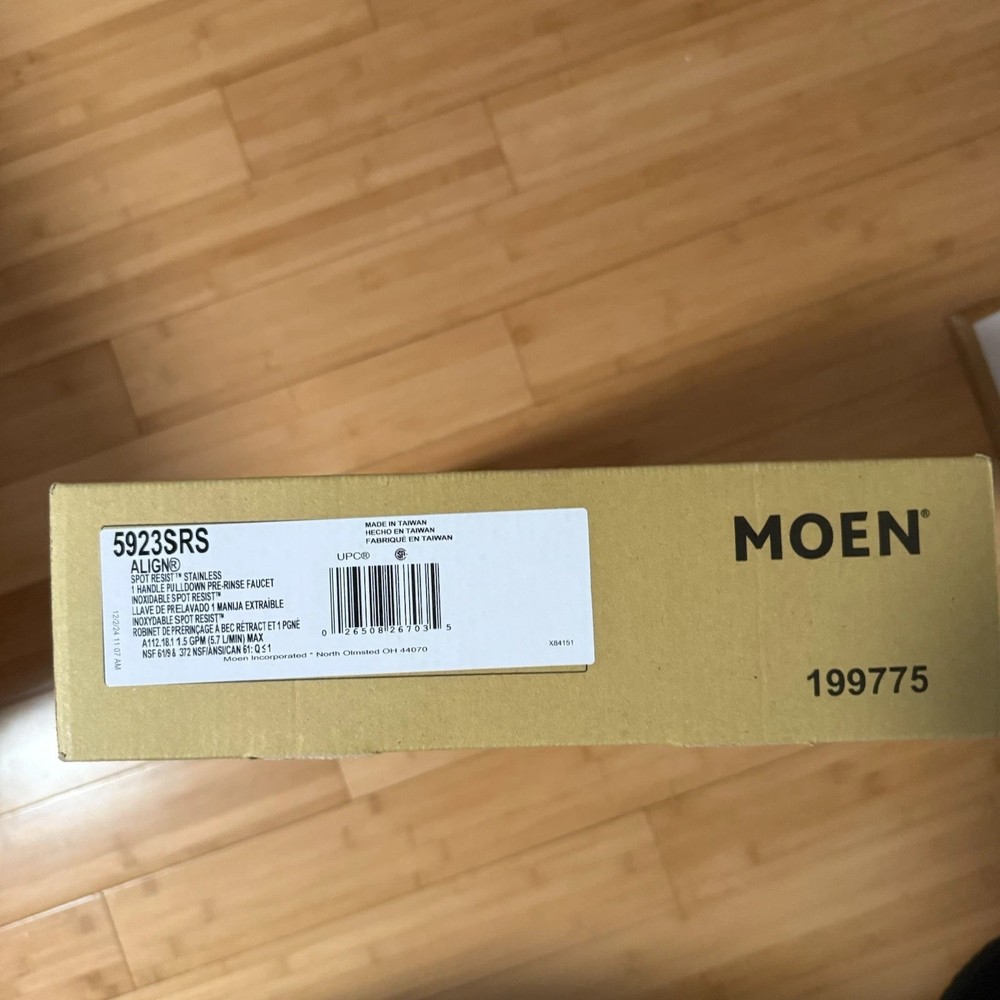 5923SRS
ALIGN®
SPOT RESIST™ STAINLESS
1 HANDLE PULLDOWN PRE-RINSE FAUCET
INOXIDABLE SPOT RESIST™
LLAVE DE PRELAVADO 1 MANIJA EXTRAÍBLE
INOXYDABLE SPOT RESIST™
ROBINET DE PRÉRINÇAGE A BEC RÉTRACT ET 1 PGNÉ
A112.18.1 1.5 GPM (5.7 L/MIN) MAX
NSF 61/9 & 372 NSF/ANSI/CAN 61: Q ≤ 1
Moen Incorporated * North Olmsted OH 44070
12/2/24 11:07 AM
MADE IN TAIWAN
HECHO EN TAIWAN
FABRIQUÉ EN TAIWAN
UPC®
0 26508 26703 5
X84151
MOEN®
199775